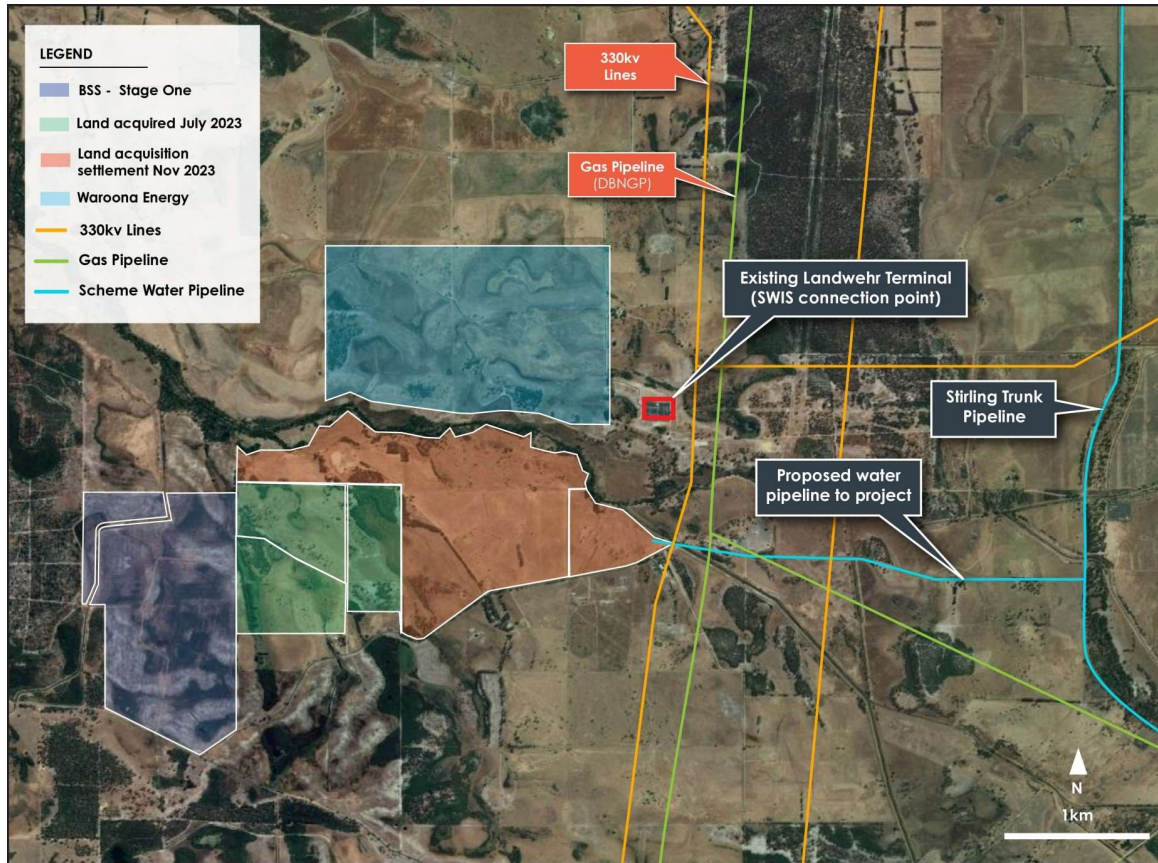 LEGEND
BSS - Stage One
Land acquired July 2023
Land acquisition
settlement Nov 2023
Waroona Energy
330kv Lines
Gas Pipeline
Scheme Water Pipeline
330kv
Lines
Gas Pipeline
(DBNGP)
Existing Landwehr Terminal
(SWIS connection point)
Stirling Trunk
Pipeline
Proposed water
pipeline to project
N
1km